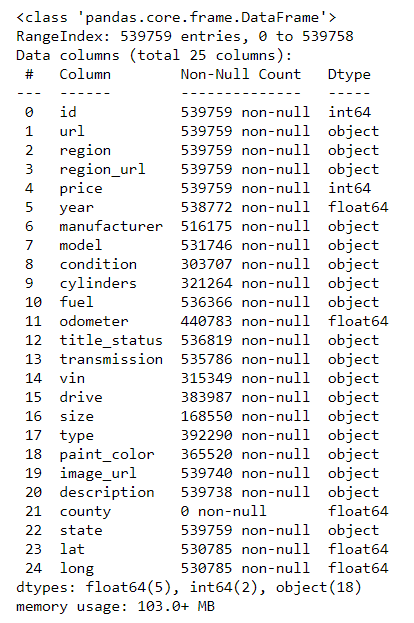 <class 'pandas.core.frame.DataFrame'>
RangeIndex: 539759 entries, 0 to 539758
Data columns (total 25 columns):
 #   Column        Non-Null Count   Dtype
---  ------        --------------   -----
 0   id            539759 non-null  int64
 1   url           539759 non-null  object
 2   region        539759 non-null  object
 3   region_url    539759 non-null  object
 4   price         539759 non-null  int64
 5   year          538772 non-null  float64
 6   manufacturer  516175 non-null  object
 7   model         531746 non-null  object
 8   condition     303707 non-null  object
 9   cylinders     321264 non-null  object
 10  fuel          536366 non-null  object
 11  odometer      440783 non-null  float64
 12  title_status  536819 non-null  object
 13  transmission  535786 non-null  object
 14  vin           315349 non-null  object
 15  drive         383987 non-null  object
 16  size          168550 non-null  object
 17  type          392290 non-null  object
 18  paint_color   365520 non-null  object
 19  image_url     539740 non-null  object
 20  description   539738 non-null  object
 21  county        0 non-null       float64
 22  state         539759 non-null  object
 23  lat           530785 non-null  float64
 24  long          530785 non-null  float64
dtypes: float64(5), int64(2), object(18)
memory usage: 103.0+ MB